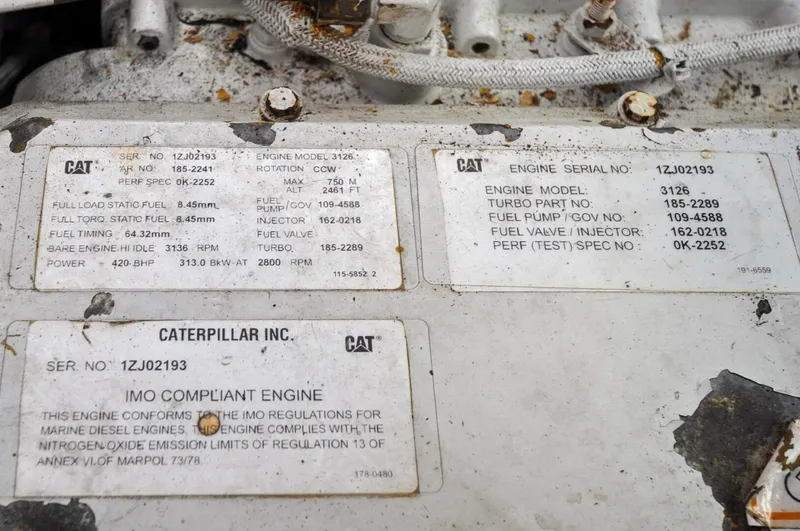 CAT
SER. NO. 1ZJ02193 ENGINE MODEL 3126
AR NO. 185-2241 ROTATION CCW
PERF SPEC 0K-2252 MAX ALT 750 M 2461 FT
FULL LOAD STATIC FUEL 8.45mm FUEL PUMP/GOV 109-4588
FULL TORQ. STATIC FUEL 8.45mm INJECTOR 162-0218
FUEL TIMING 64.32mm FUEL VALVE
BARE ENGINE HI IDLE 3136 RPM TURBO. 185-2289
POWER 420 BHP 313.0 BkW AT 2800 RPM
115-5852 2
CAT ENGINE SERIAL NO: 1ZJ02193
ENGINE MODEL: 3126
TURBO PART NO: 185-2289
FUEL PUMP/GOV NO: 109-4588
FUEL VALVE/INJECTOR: 162-0218
PERF (TEST) SPEC NO: 0K-2252
191-6559
CATERPILLAR INC. CAT
SER. NO. 1ZJ02193
IMO COMPLIANT ENGINE
THIS ENGINE CONFORMS TO THE IMO REGULATIONS FOR
MARINE DIESEL ENGINES. THIS ENGINE COMPLIES WITH THE
NITROGEN OXIDE EMISSION LIMITS OF REGULATION 13 OF
ANNEX VI.OF MARPOL 73/78.
178-0480